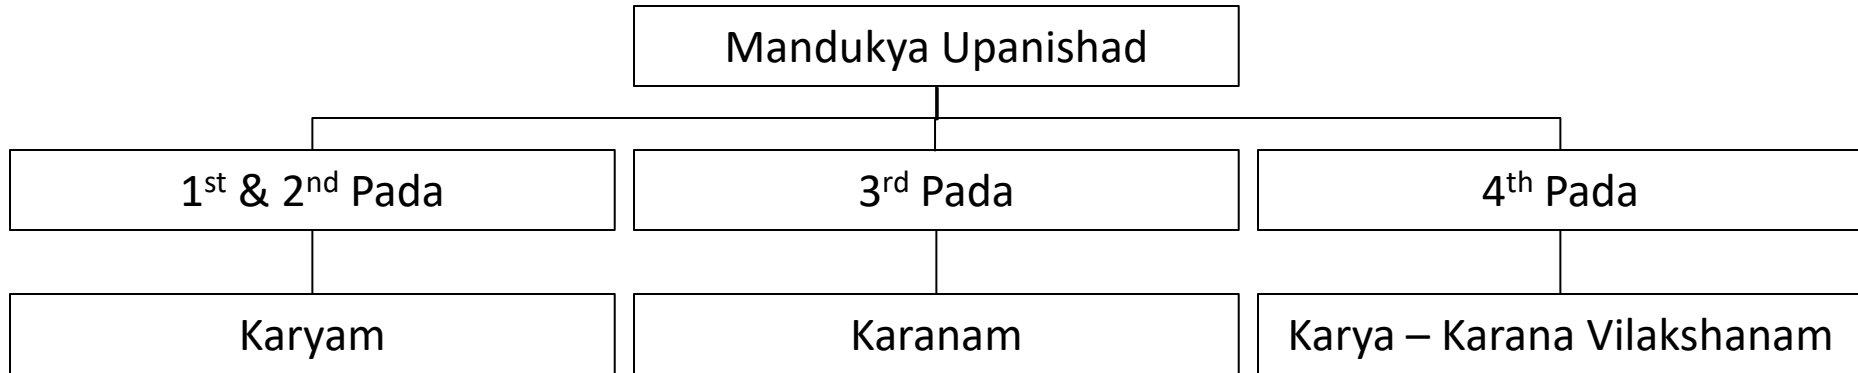 Mandukya Upanishad
1st & 2nd Pada
3rd Pada
4th Pada
Karyam
Karanam
Karya – Karana Vilakshanam